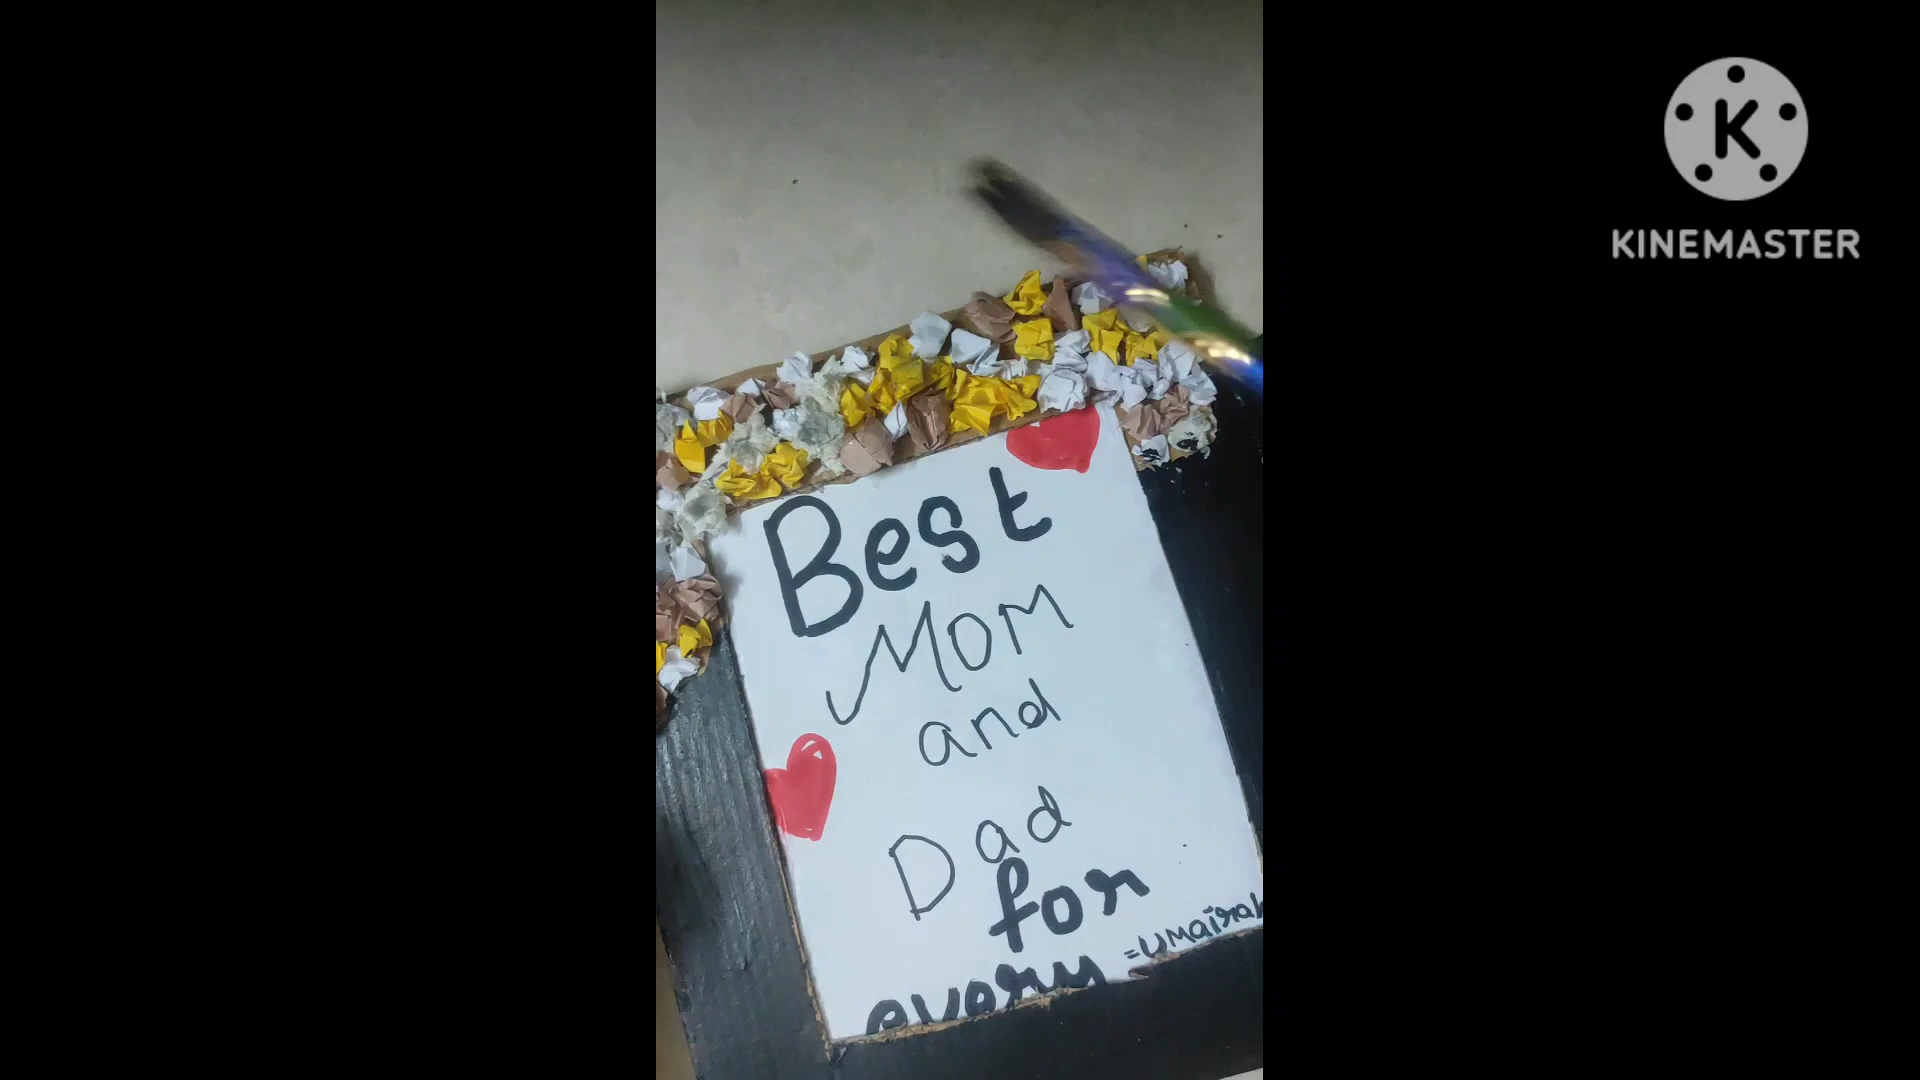 K
KINEMASTER
Best
MOM
and
Dad
for
every
=Umairah